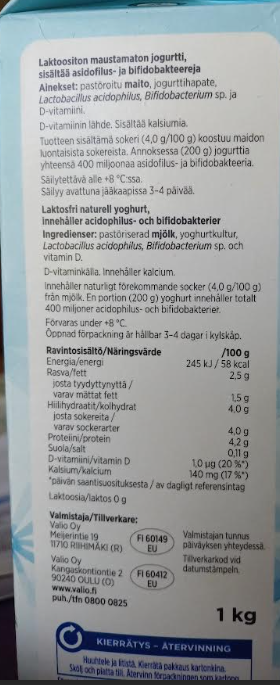 Laktoositon maustamaton jogurtti,
sisältää asidofilus- ja bifidobakteereja
Ainekset: pastöroitu maito, jogurttihapate,
Lactobacillus acidophilus, Bifidobacterium sp. ja
D-vitamiini.
D-vitamiinin lähde. Sisältää kalsiumia.
Tuotteen sisältämä sokeri (4,0 g/100 g) koostuu maidon
luontaisista sokereista. Annoksessa (200 g) jogurttia
yhteensä 400 miljoonaa asidofilus- ja bifidobakteeria.
Säilytettävä alle +8 °C:ssa.
Säilyy avattuna jääkaapissa 3-4 päivää.
Laktosfri naturell yoghurt,
innehåller acidophilus- och bifidobakterier
Ingredienser: pastöriserad mjölk, yoghurtkultur,
Lactobacillus acidophilus, Bifidobacterium sp. och
vitamin D.
D-vitaminkälla. Innehåller kalcium.
Innehåller naturligt förekommande socker (4,0 g/100 g)
från mjölk. En portion (200 g) yoghurt innehåller totalt
400 miljoner acidophilus- och bifidobakterier.
Förvaras under +8 °C.
Öppnad förpackning är hållbar 3-4 dagar i kylskåp.
Ravintosisältö/Näringsvärde /100 g
Energia/energi 245 kJ / 58 kcal
Rasva/fett 2,5 g
josta tyydyttynyttä /
varav mättat fett 1,5 g
Hiilihydraatit/kolhydrat 4,0 g
josta sokereita /
varav sockerarter 4,0 g
Proteiini/protein 4,2 g
Suola/salt 0,11 g
D-vitamiini/vitamin D 1,0 µg (20 %*)
Kalsium/kalcium 140 mg (17 %*)
*päivän saantisuosituksesta / av dagligt referensintag
Laktoosia/laktos 0 g
Valmistaja/Tillverkare:
Valio Oy
Meijerintie 19
11710 RIIHIMÄKI (R)
FI 60149
EU
Valmistajan tunnus
päiväyksen yhteydessä.
Valio Oy
Kangaskontiontie 2
90240 OULU (O)
FI 60412
EU
Tillverkarkod vid
datumstämpeln.
www.valio.fi
puh./tfn 0800 0825
1 kg
KIERRÄTYS - ÅTERVINNING
Huuhtele ja litistä. Kierrätä pakkaus kartonkina.
Skölj och platta till. Återvinn förpackningen som kartong.